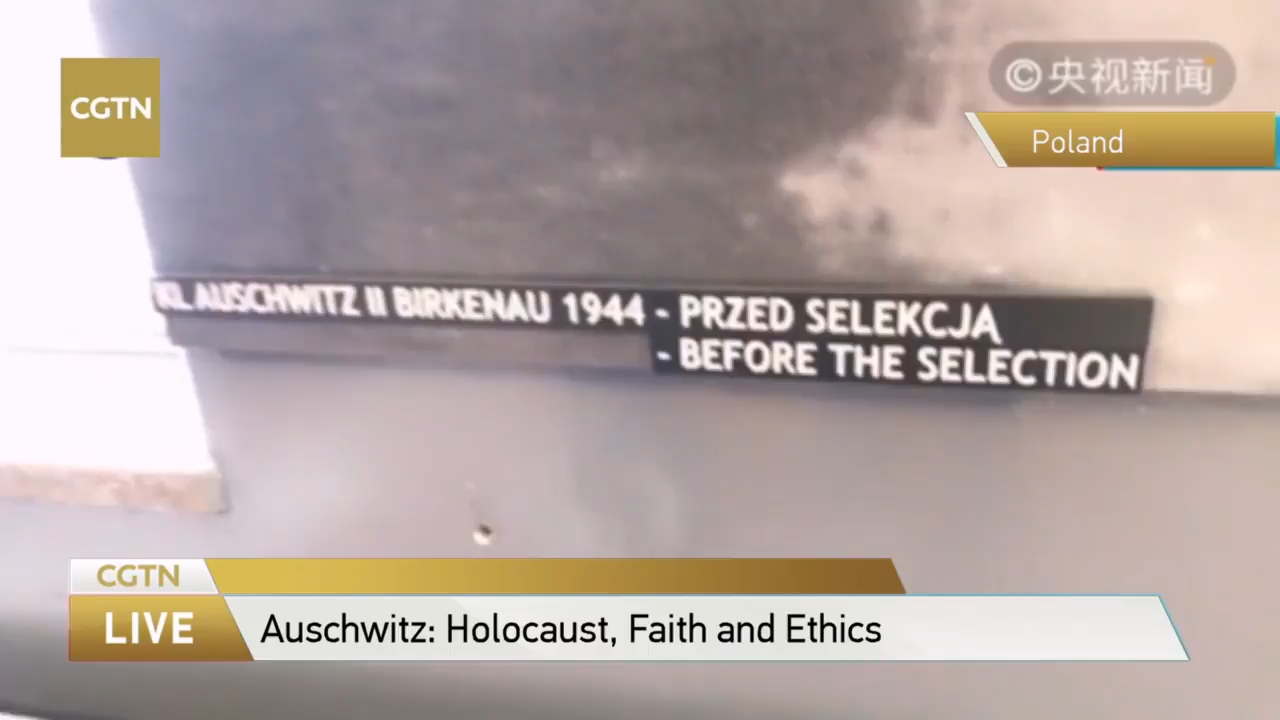 CGTN
©央视新闻
Poland
KL AUSCHWITZ II BIRKENAU 1944 - PRZED SELEKCJĄ
- BEFORE THE SELECTION
CGTN
LIVE
Auschwitz: Holocaust, Faith and Ethics